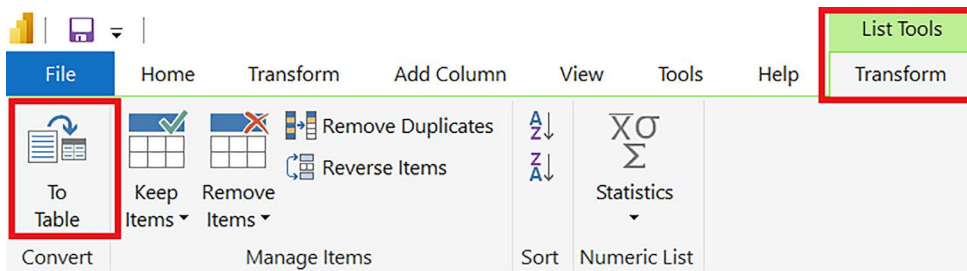 List Tools
File Home Transform Add Column View Tools Help Transform
Remove Duplicates
Reverse Items
To Table
Keep Items
Remove Items
A
Z
Z
A
X̅σ
Σ
Statistics
Convert Manage Items Sort Numeric List